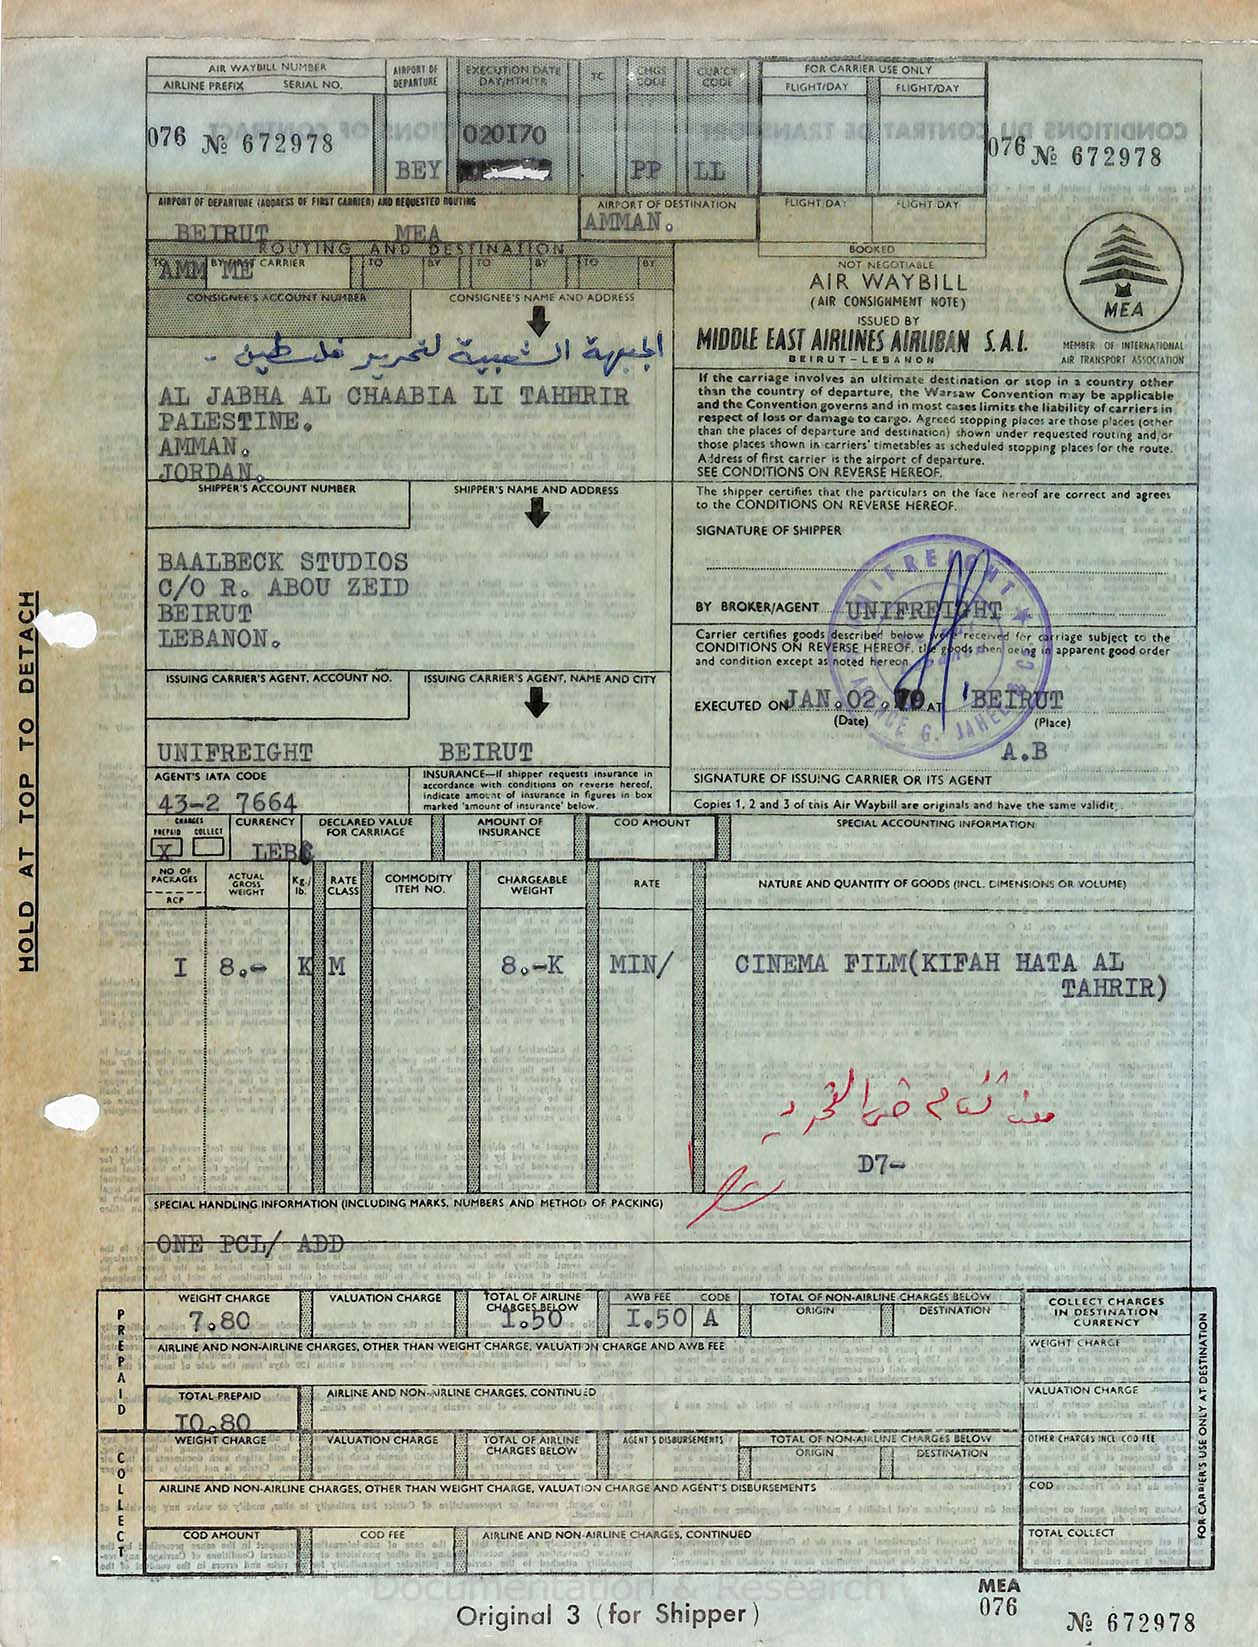 AIR WAYBILL NUMBER
AIRLINE PREFIX SERIAL NO.
AIRPORT OF DEPARTURE
EXECUTION DATE DAY/MTH/YR
TC
CHGS CODE
CUR'CY CODE
FOR CARRIER USE ONLY
FLIGHT/DAY FLIGHT/DAY
076 № 672978
BEY
020170
PP
LL
076 № 672978
AIRPORT OF DEPARTURE (ADDRESS OF FIRST CARRIER) AND REQUESTED ROUTING
BEIRUT MEA
AIRPORT OF DESTINATION
AMMAN.
FLIGHT/DAY FLIGHT/DAY
BOOKED
ROUTING AND DESTINATION
TO BY FIRST CARRIER TO BY TO BY TO BY
AMM ME
CONSIGNEE'S ACCOUNT NUMBER
CONSIGNEE'S NAME AND ADDRESS
الجبهة الشعبية لتحرير فلسطين .
AL JABHA AL CHAABIA LI TAHHRIR
PALESTINE.
AMMAN.
JORDAN.
NOT NEGOTIABLE
AIR WAYBILL
(AIR CONSIGNMENT NOTE)
ISSUED BY
MIDDLE EAST AIRLINES AIRLIBAN S.A.L.
BEIRUT-LEBANON
MEA
MEMBER OF INTERNATIONAL
AIR TRANSPORT ASSOCIATION
If the carriage involves an ultimate destination or stop in a country other
than the country of departure, the Warsaw Convention may be applicable
and the Convention governs and in most cases limits the liability of carriers in
respect of loss or damage to cargo. Agreed stopping places are those places (other
than the places of departure and destination) shown under requested routing and/or
those places shown in carriers' timetables as scheduled stopping places for the route.
Address of first carrier is the airport of departure.
SEE CONDITIONS ON REVERSE HEREOF.
SHIPPER'S ACCOUNT NUMBER
SHIPPER'S NAME AND ADDRESS
BAALBECK STUDIOS
C/O R. ABOU ZEID
BEIRUT
LEBANON.
The shipper certifies that the particulars on the face hereof are correct and agrees
to the CONDITIONS ON REVERSE HEREOF.
SIGNATURE OF SHIPPER
BY BROKER/AGENT UNIFREIGHT
UNIFREIGHT
Carrier certifies goods described below were received for carriage subject to the
CONDITIONS ON REVERSE HEREOF, the goods then being in apparent good order
and condition except as noted hereon.
EXECUTED ON JAN.02.70 AT BEIRUT
(Date) (Place)
A.B
SIGNATURE OF ISSUING CARRIER OR ITS AGENT
Copies 1, 2 and 3 of this Air Waybill are originals and have the same validity.
ISSUING CARRIER'S AGENT, ACCOUNT NO.
ISSUING CARRIER'S AGENT, NAME AND CITY
UNIFREIGHT BEIRUT
AGENT'S IATA CODE
43-2 7664
INSURANCE—If shipper requests insurance in
accordance with conditions on reverse hereof,
indicate amount of insurance in figures in box
marked 'amount of insurance' below.
CHARGES
PREPAID COLLECT
X
CURRENCY
LEB
DECLARED VALUE FOR CARRIAGE
AMOUNT OF INSURANCE
COD AMOUNT
SPECIAL ACCOUNTING INFORMATION
NO OF PACKAGES
RCP
ACTUAL GROSS WEIGHT
Kg/lb.
RATE CLASS
COMMODITY ITEM NO.
CHARGEABLE WEIGHT
RATE
NATURE AND QUANTITY OF GOODS (INCL. DIMENSIONS OR VOLUME)
I 8.- K M 8.-K MIN/ CINEMA FILM(KIFAH HATA AL
TAHRIR)
D7-
SPECIAL HANDLING INFORMATION (INCLUDING MARKS, NUMBERS AND METHOD OF PACKING)
ONE PCL/ ADD
PREPAID
WEIGHT CHARGE
7.80
VALUATION CHARGE
TOTAL OF AIRLINE CHARGES BELOW
I.50
AWB FEE CODE
I.50 A
TOTAL OF NON-AIRLINE CHARGES BELOW
ORIGIN DESTINATION
COLLECT CHARGES
IN DESTINATION
CURRENCY
AIRLINE AND NON-AIRLINE CHARGES, OTHER THAN WEIGHT CHARGE, VALUATION CHARGE AND AWB FEE
WEIGHT CHARGE
TOTAL PREPAID
I0.80
AIRLINE AND NON-AIRLINE CHARGES, CONTINUED
VALUATION CHARGE
COLLECT
WEIGHT CHARGE
VALUATION CHARGE
TOTAL OF AIRLINE CHARGES BELOW
AGENT'S DISBURSEMENTS
TOTAL OF NON-AIRLINE CHARGES BELOW
ORIGIN DESTINATION
OTHER CHARGES INCL COD FEE
AIRLINE AND NON-AIRLINE CHARGES, OTHER THAN WEIGHT CHARGE, VALUATION CHARGE AND AGENT'S DISBURSEMENTS
COD
COD AMOUNT
COD FEE
AIRLINE AND NON-AIRLINE CHARGES, CONTINUED
TOTAL COLLECT
FOR CARRIER'S USE ONLY AT DESTINATION
HOLD AT TOP TO DETACH
Documentation & Research
Original 3 (for Shipper)
MEA
076
№ 672978